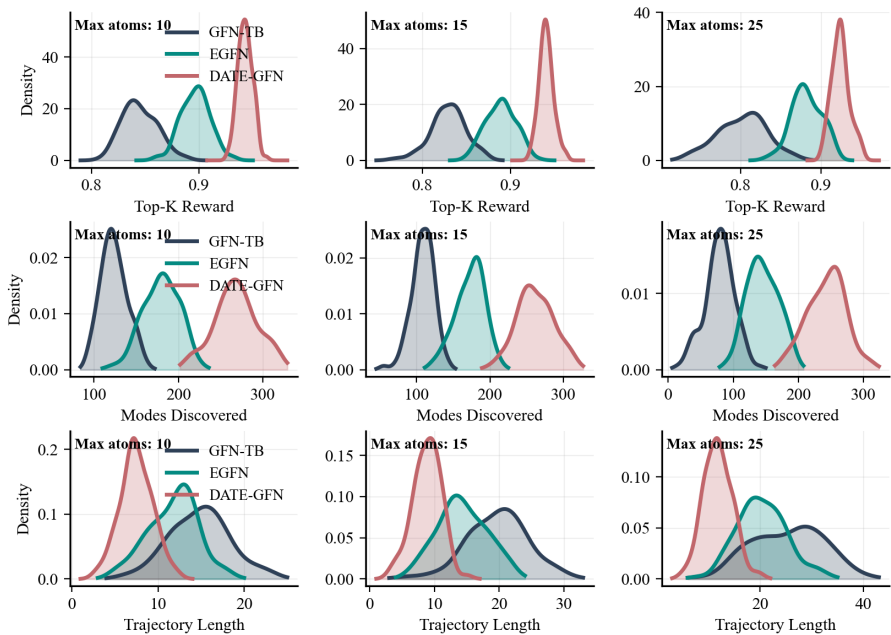 Max atoms: 10
GFN-TB
EGFN
DATE-GFN
Density
0
20
40
0.8
0.9
Top-K Reward
Max atoms: 15
0
20
40
0.8
0.9
Top-K Reward
Max atoms: 25
0
20
40
0.8
0.9
Top-K Reward
Max atoms: 10
GFN-TB
EGFN
DATE-GFN
Density
0.00
0.01
0.02
100
200
300
Modes Discovered
Max atoms: 15
0.00
0.01
0.02
100
200
300
Modes Discovered
Max atoms: 25
0.00
0.01
0
100
200
300
Modes Discovered
Max atoms: 10
GFN-TB
EGFN
DATE-GFN
Density
0.0
0.1
0.2
0
10
20
Trajectory Length
Max atoms: 15
0.00
0.05
0.10
0.15
0
10
20
30
Trajectory Length
Max atoms: 25
0.00
0.05
0.10
20
40
Trajectory Length